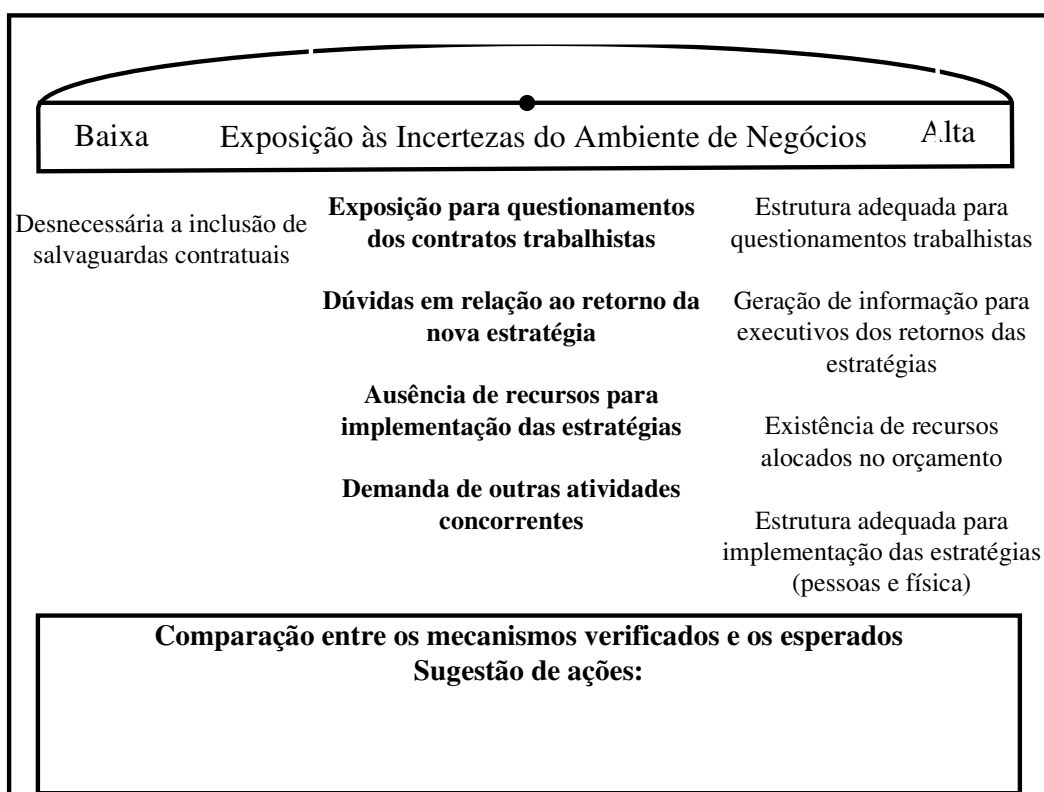 Baixa Exposição às Incertezas do Ambiente de Negócios Alta
Desnecessária a inclusão de
salvaguardas contratuais
Exposição para questionamentos
dos contratos trabalhistas
Dúvidas em relação ao retorno da
nova estratégia
Ausência de recursos para
implementação das estratégias
Demanda de outras atividades
concorrentes
Estrutura adequada para
questionamentos trabalhistas
Geração de informação para
executivos dos retornos das
estratégias
Existência de recursos
alocados no orçamento
Estrutura adequada para
implementação das estratégias
(pessoas e física)
Comparação entre os mecanismos verificados e os esperados
Sugestão de ações: